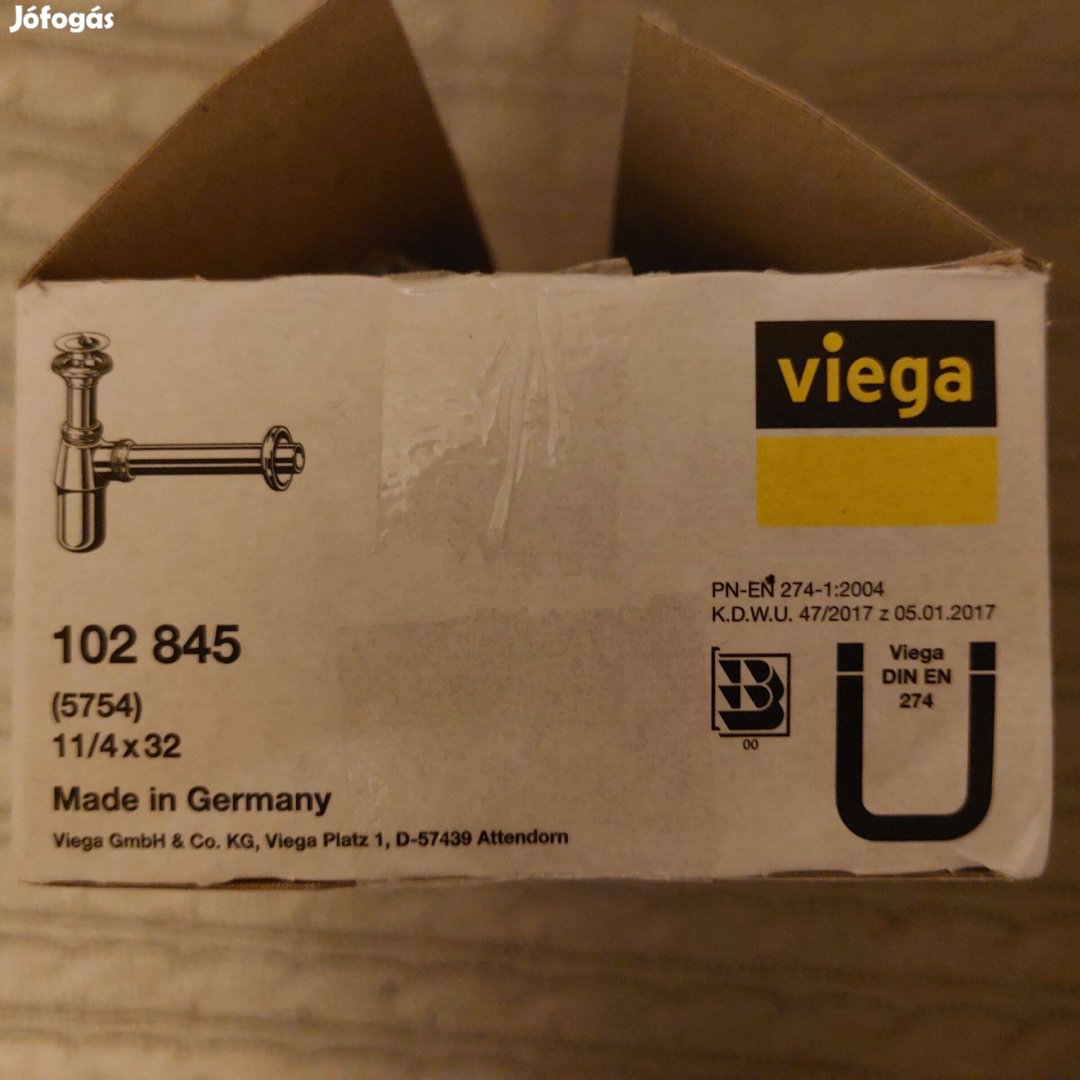 Jófogás
viega
PN-EN 274-1:2004
K.D.W.U. 47/2017 z 05.01.2017
102 845
(5754)
11/4 x 32
Made in Germany
Viega GmbH & Co. KG, Viega Platz 1, D-57439 Attendorn
B
00
Viega
DIN EN
274